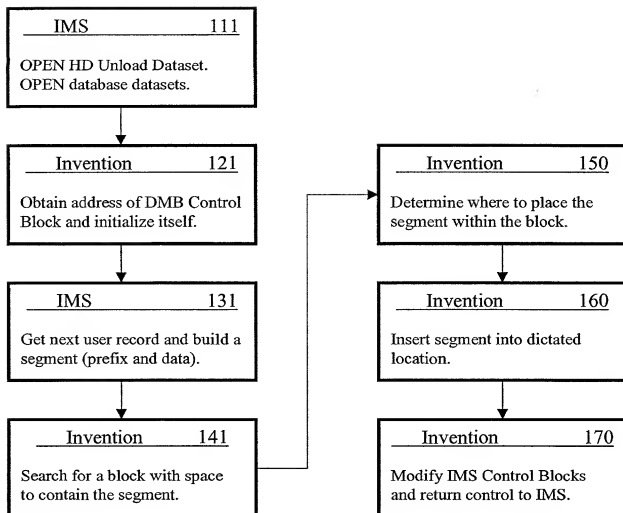 IMS 111
OPEN HD Unload Dataset.
OPEN database datasets.
Invention 121
Obtain address of DMB Control
Block and initialize itself.
IMS 131
Get next user record and build a
segment (prefix and data).
Invention 141
Search for a block with space
to contain the segment.
Invention 150
Determine where to place the
segment within the block.
Invention 160
Insert segment into dictated
location.
Invention 170
Modify IMS Control Blocks
and return control to IMS.